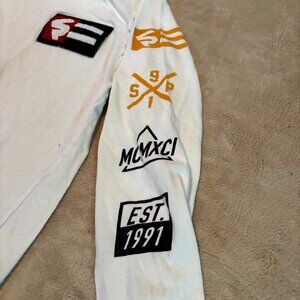 9
S P
1
MCMXCI
EST.
1991